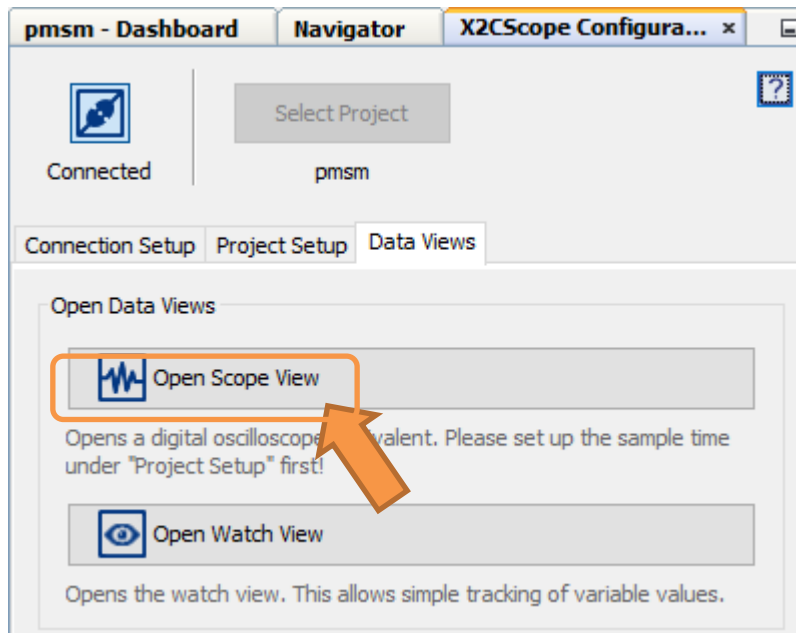 pmsm - Dashboard Navigator X2CScope Configura... ×
Select Project
Connected pmsm
Connection Setup Project Setup Data Views
Open Data Views
Open Scope View
Opens a digital oscilloscope Please set up the sample time
under "Project Setup" first!
Open Watch View
Opens the watch view. This allows simple tracking of variable values.